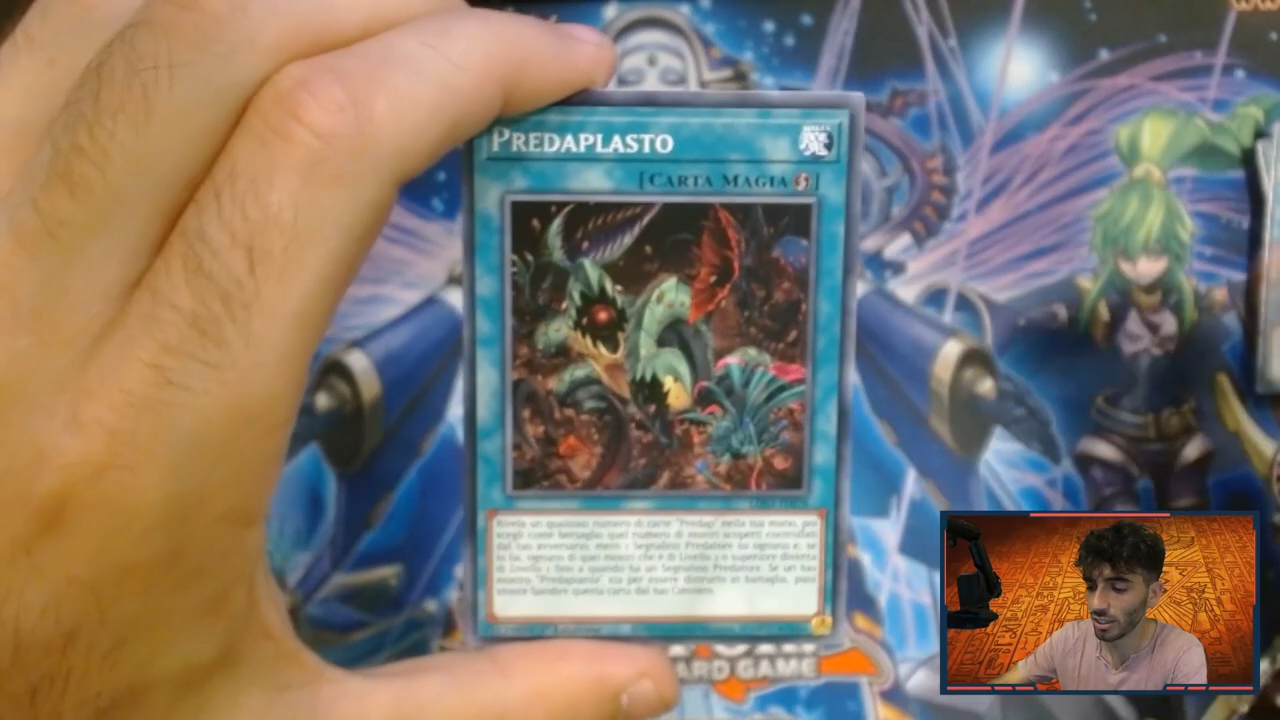 PREDAPLASTO
[CARTA MAGIA]
Rivela un qualsiasi numero di carte "Predap" nella tua mano, poi
scegli come bersaglio quel numero di mostri scoperti controllati
dal tuo avversario; metti 1 Segnalino Predatore su ognuno e, se
lo fai, ognuno di quei mostri che è di Livello 2 o superiore diventa
di Livello 1 fino a quando ha un Segnalino Predatore. Se un tuo
mostro "Predapianta" sta per essere distrutto in battaglia, puoi
invece bandire questa carta dal tuo Cimitero.
CARD GAME